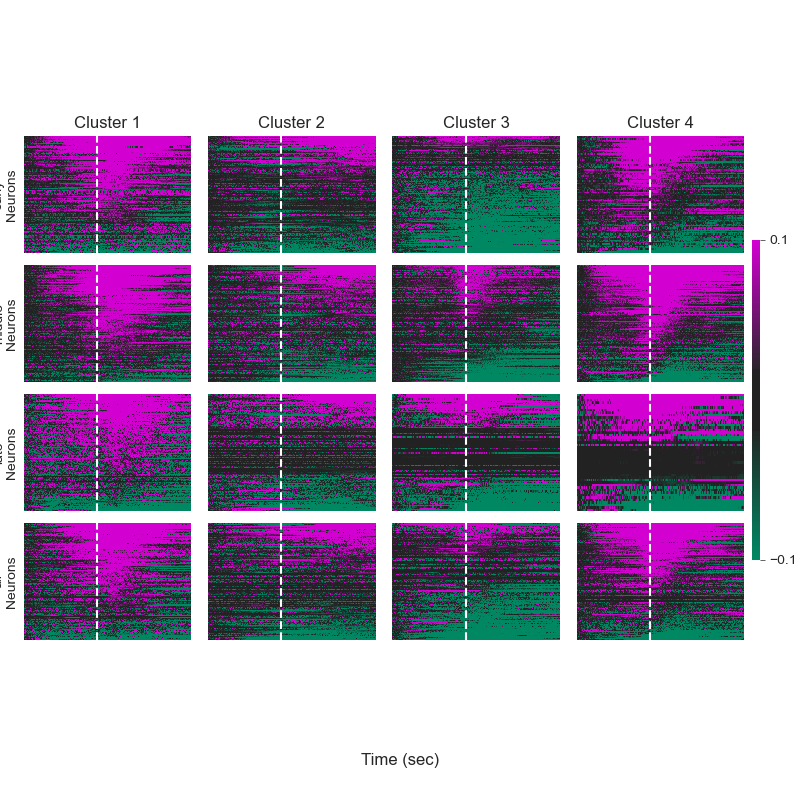 Cluster 1
Cluster 2
Cluster 3
Cluster 4
Neurons
Neurons
Neurons
Neurons
0.1
−0.1
Time (sec)